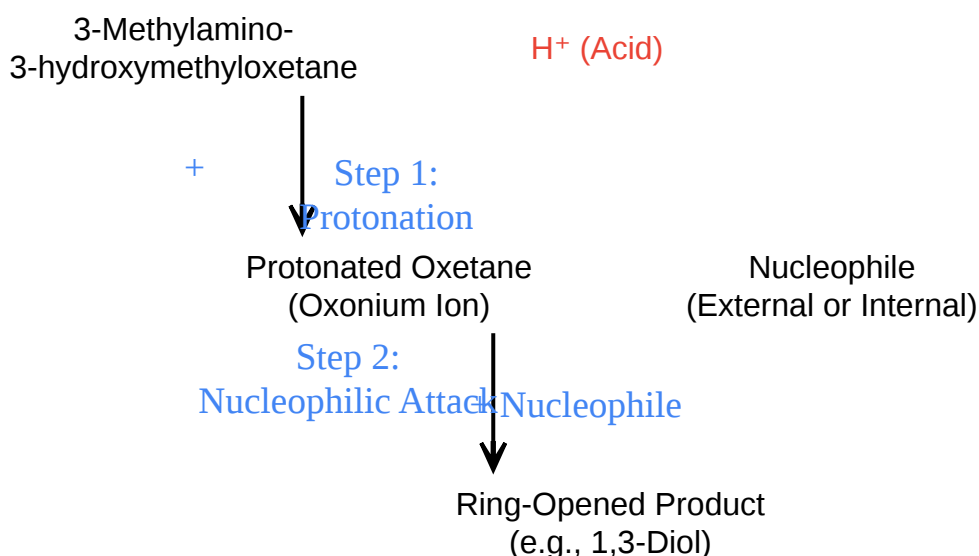 3-Methylamino-
3-hydroxymethyloxetane
H⁺ (Acid)
+
Step 1:
Protonation
Protonated Oxetane
(Oxonium Ion)
Nucleophile
(External or Internal)
Step 2:
Nucleophilic Attack
+ Nucleophile
Ring-Opened Product
(e.g., 1,3-Diol)